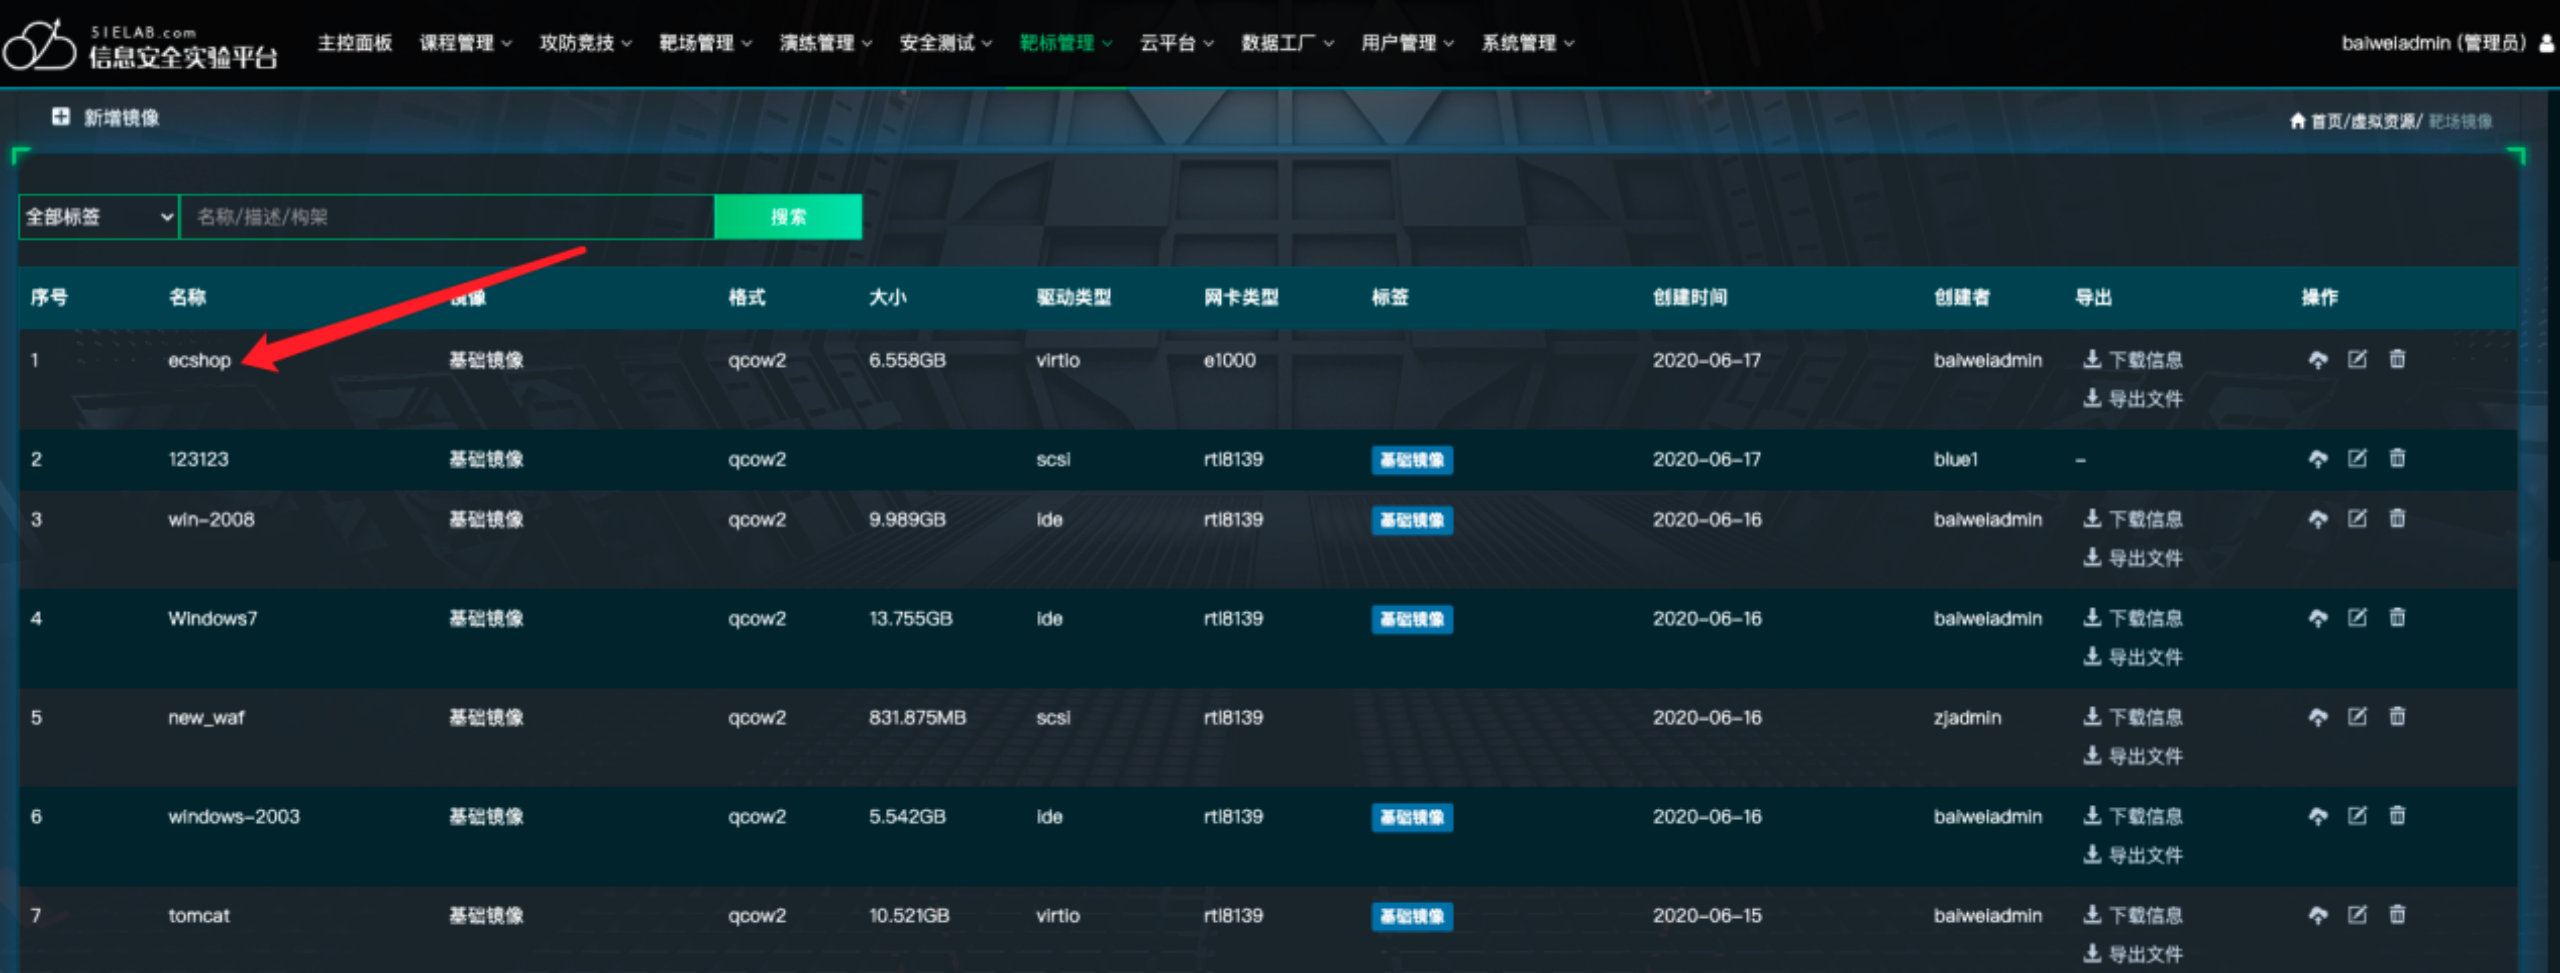 51ELAB.com
信息安全实验平台
主控面板 课程管理 攻防竞技 靶场管理 演练管理 安全测试 靶标管理 云平台 数据工厂 用户管理 系统管理
baiweiadmin (管理员)
新增镜像
首页/虚拟资源/ 靶场镜像
全部标签 名称/描述/构架 搜索
序号 名称 镜像 格式 大小 驱动类型 网卡类型 标签 创建时间 创建者 导出 操作
1 ecshop 基础镜像 qcow2 6.558GB virtio e1000 2020-06-17 baiweiadmin 下载信息
导出文件
2 123123 基础镜像 qcow2 scsi rtl8139 基础镜像 2020-06-17 blue1 -
3 win-2008 基础镜像 qcow2 9.989GB ide rtl8139 基础镜像 2020-06-16 baiweiadmin 下载信息
导出文件
4 Windows7 基础镜像 qcow2 13.755GB ide rtl8139 基础镜像 2020-06-16 baiweiadmin 下载信息
导出文件
5 new_waf 基础镜像 qcow2 831.875MB scsi rtl8139 2020-06-16 zjadmin 下载信息
导出文件
6 windows-2003 基础镜像 qcow2 5.542GB ide rtl8139 基础镜像 2020-06-16 baiweiadmin 下载信息
导出文件
7 tomcat 基础镜像 qcow2 10.521GB virtio rtl8139 基础镜像 2020-06-15 baiweiadmin 下载信息
导出文件